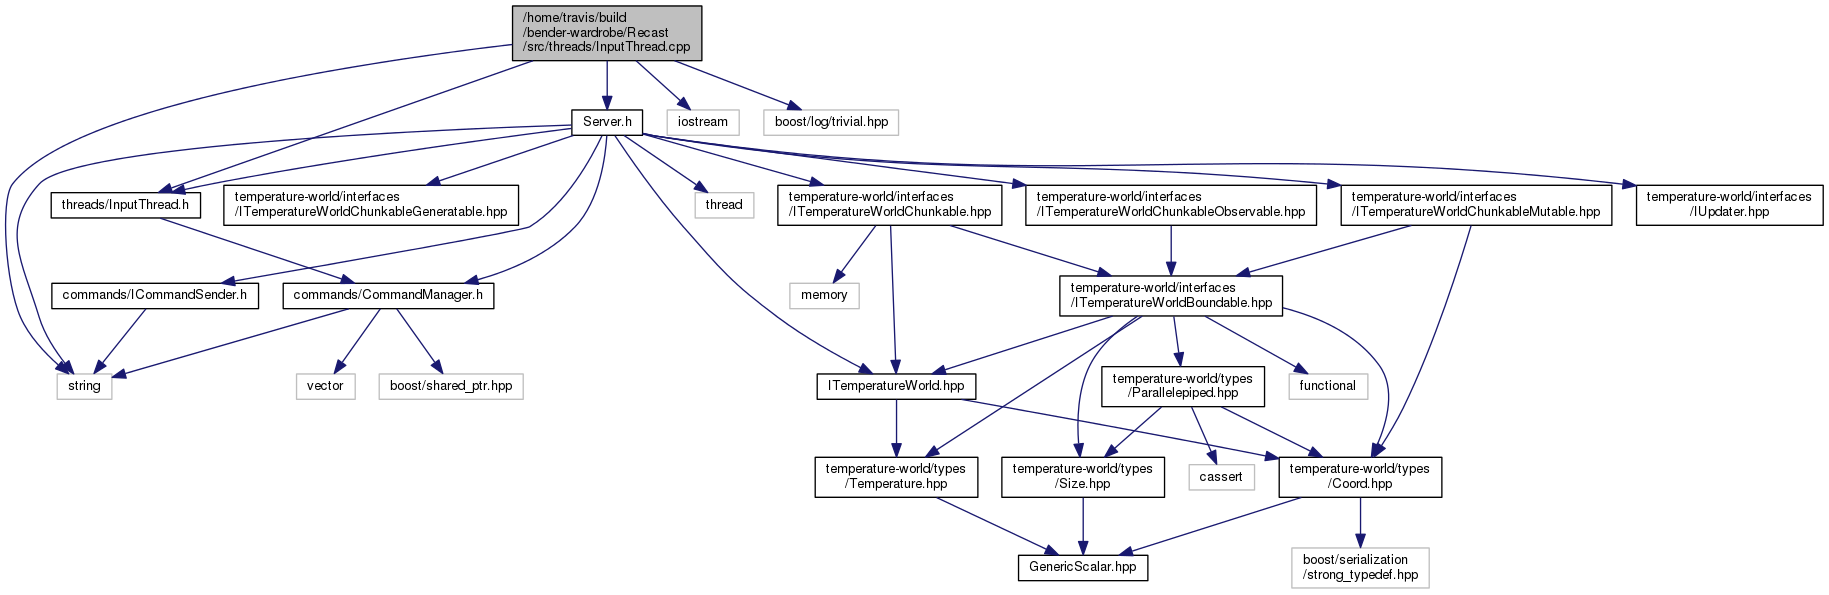 /home/travis/build
/bender-wardrobe/Recast
/src/threads/InputThread.cpp
Server.h
iostream
boost/log/trivial.hpp
threads/InputThread.h
temperature-world/interfaces
/ITemperatureWorldChunkableGeneratable.hpp
thread
temperature-world/interfaces
/ITemperatureWorldChunkable.hpp
temperature-world/interfaces
/ITemperatureWorldChunkableObservable.hpp
temperature-world/interfaces
/ITemperatureWorldChunkableMutable.hpp
temperature-world/interfaces
/IUpdater.hpp
commands/ICommandSender.h
commands/CommandManager.h
memory
temperature-world/interfaces
/ITemperatureWorldBoundable.hpp
string
vector
boost/shared_ptr.hpp
ITemperatureWorld.hpp
temperature-world/types
/Parallelepiped.hpp
functional
temperature-world/types
/Temperature.hpp
temperature-world/types
/Size.hpp
cassert
temperature-world/types
/Coord.hpp
GenericScalar.hpp
boost/serialization
/strong_typedef.hpp